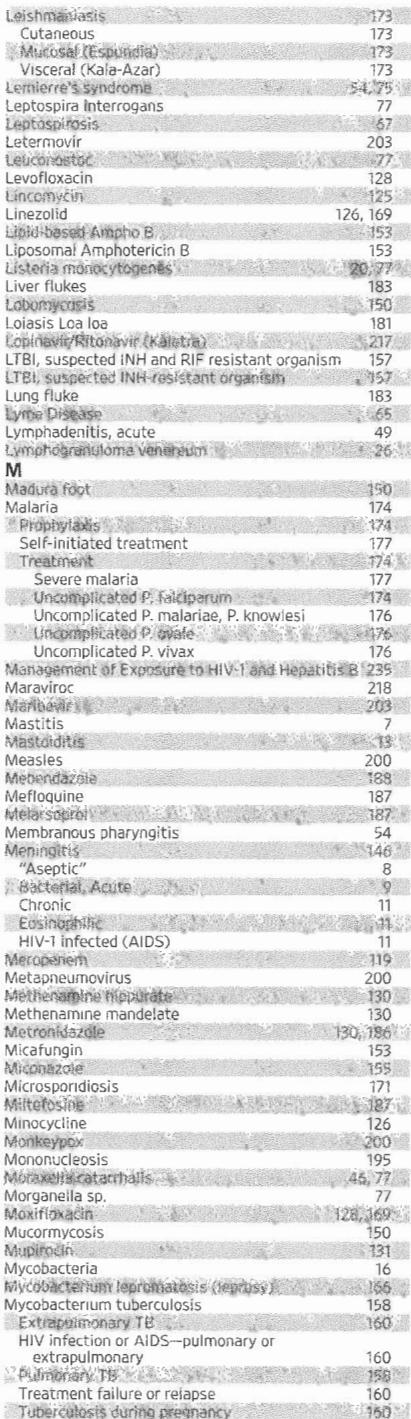 Leishmaniasis 173
Cutaneous 173
Mucosal (Espundia) 173
Visceral (Kala-Azar) 173
Lemierre's syndrome 54, 75
Leptospira Interrogans 77
Leptospirosis 67
Letermovir 203
Leuconostoc 77
Levofloxacin 128
Lincomycin 125
Linezolid 126, 169
Lipid-based Ampho B 153
Liposomal Amphotericin B 153
Listeria monocytogenes 20, 77
Liver flukes 183
Lobomycosis 150
Loiasis Loa loa 181
Lopinavir/Ritonavir (Kaletra) 217
LTBI, suspected INH and RIF resistant organism 157
LTBI, suspected INH-resistant organism 157
Lung fluke 183
Lyme Disease 65
Lymphadenitis, acute 49
Lymphogranuloma venereum 26
M
Madura foot 150
Malaria 174
Prophylaxis 174
Self-initiated treatment 177
Treatment 174
Severe malaria 177
Uncomplicated P. falciparum 174
Uncomplicated P. malariae, P. knowlesi 176
Uncomplicated P. ovale 176
Uncomplicated P. vivax 176
Management of Exposure to HIV-1 and Hepatitis B 235
Maraviroc 218
Maribavir 203
Mastitis 7
Mastoiditis 13
Measles 200
Mebendazole 188
Mefloquine 187
Melarsoprol 187
Membranous pharyngitis 54
Meningitis 146
"Aseptic" 8
Bacterial, Acute 9
Chronic 11
Eosinophilic 11
HIV-1 infected (AIDS) 11
Meropenem 119
Metapneumovirus 200
Methenamine hippurate 130
Methenamine mandelate 130
Metronidazole 130, 186
Micafungin 153
Miconazole 155
Microsporidiosis 171
Miltefosine 187
Minocycline 126
Monkeypox 200
Mononucleosis 195
Moraxella catarrhalis 46, 77
Morganella sp. 77
Moxifloxacin 128, 169
Mucormycosis 150
Mupirocin 131
Mycobacteria 16
Mycobacterium lepromatosis (leprosy) 166
Mycobacterium tuberculosis 158
Extrapulmonary TB 160
HIV infection or AIDS--pulmonary or
extrapulmonary 160
Pulmonary TB 158
Treatment failure or relapse 160
Tuberculosis during pregnancy 160